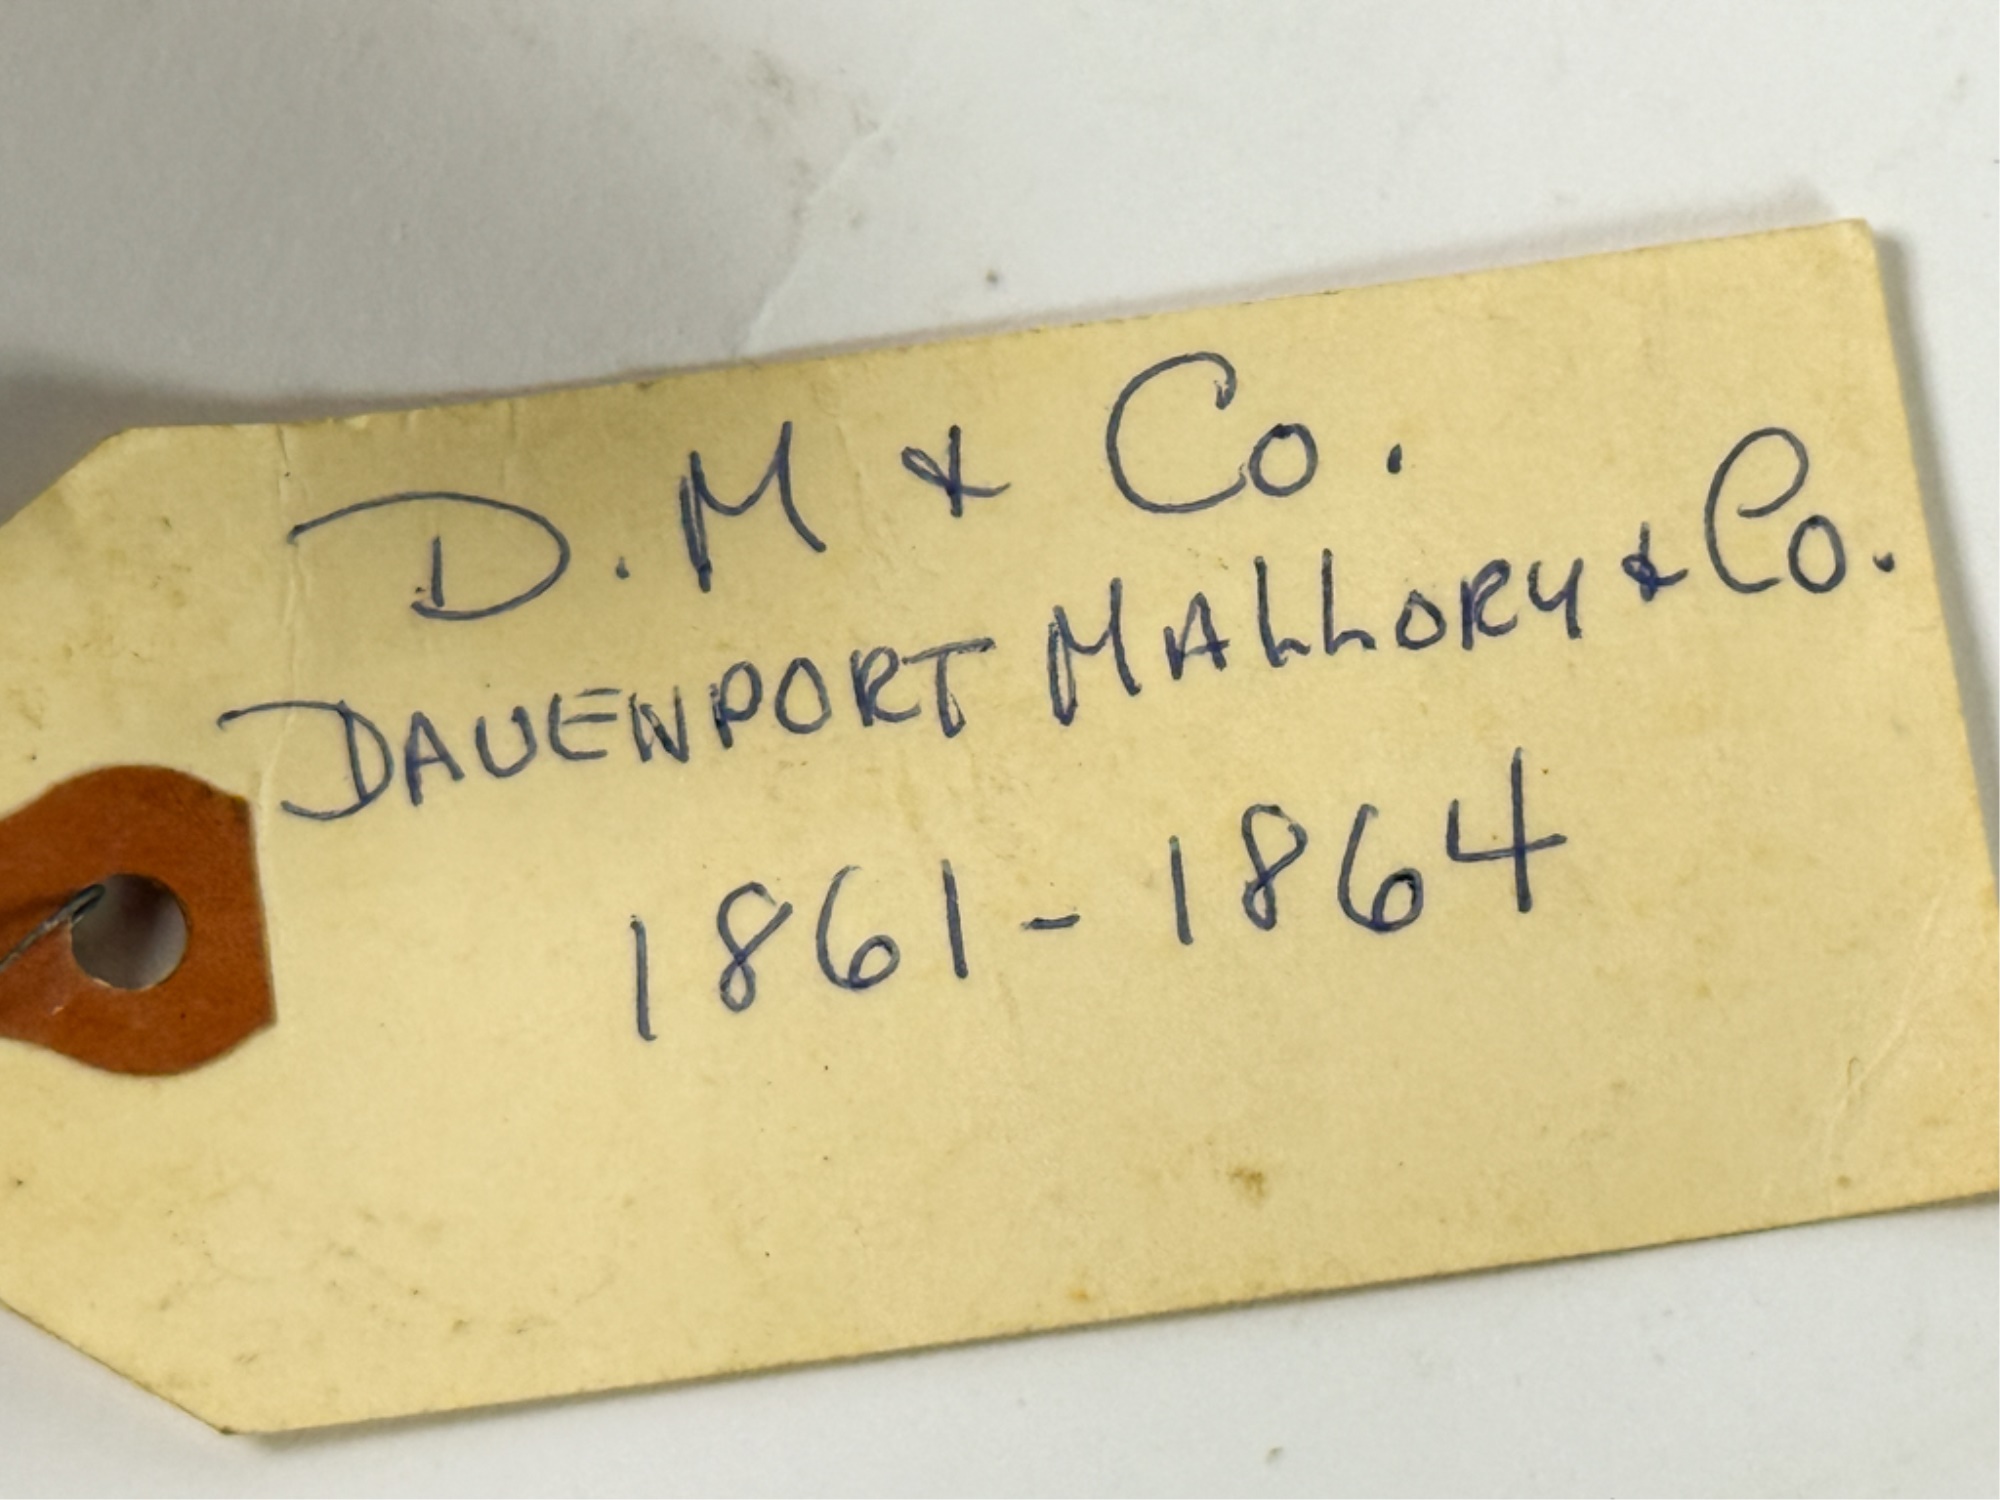 D. M & Co.
DAVENPORT MALLORY & Co.
1861 - 1864